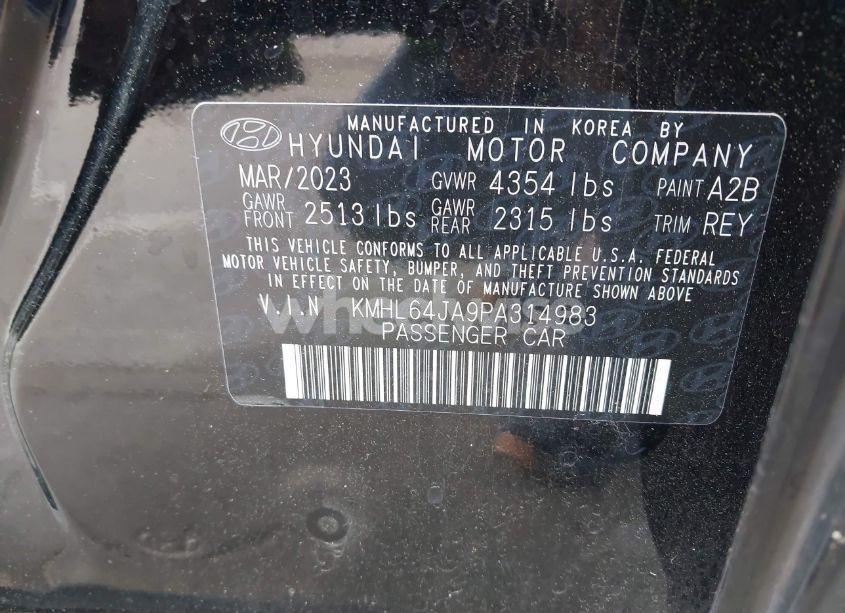 MANUFACTURED IN KOREA BY
HYUNDAI MOTOR COMPANY
MAR/2023 GVWR 4354 lbs PAINT A2B
GAWR FRONT 2513 lbs GAWR REAR 2315 lbs TRIM REY
THIS VEHICLE CONFORMS TO ALL APPLICABLE U.S.A. FEDERAL
MOTOR VEHICLE SAFETY, BUMPER, AND THEFT PREVENTION STANDARDS
IN EFFECT ON THE DATE OF MANUFACTURE SHOWN ABOVE
V.I.N KMHL64JA9PA314983
PASSENGER CAR